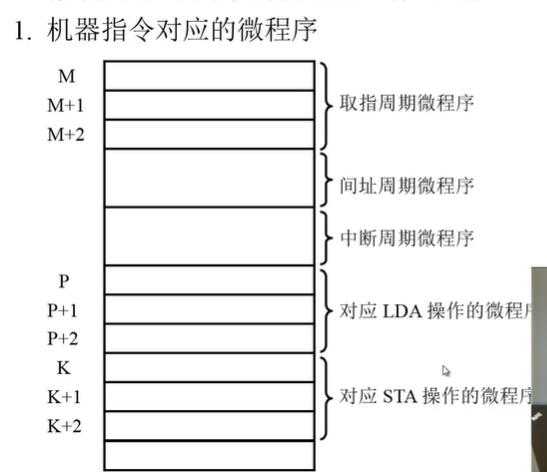 1. 机器指令对应的微程序
M
M+1
取指周期微程序
M+2
间址周期微程序
中断周期微程序
P
P+1
对应 LDA 操作的微程
P+2
K
K+1
对应 STA 操作的微程
K+2